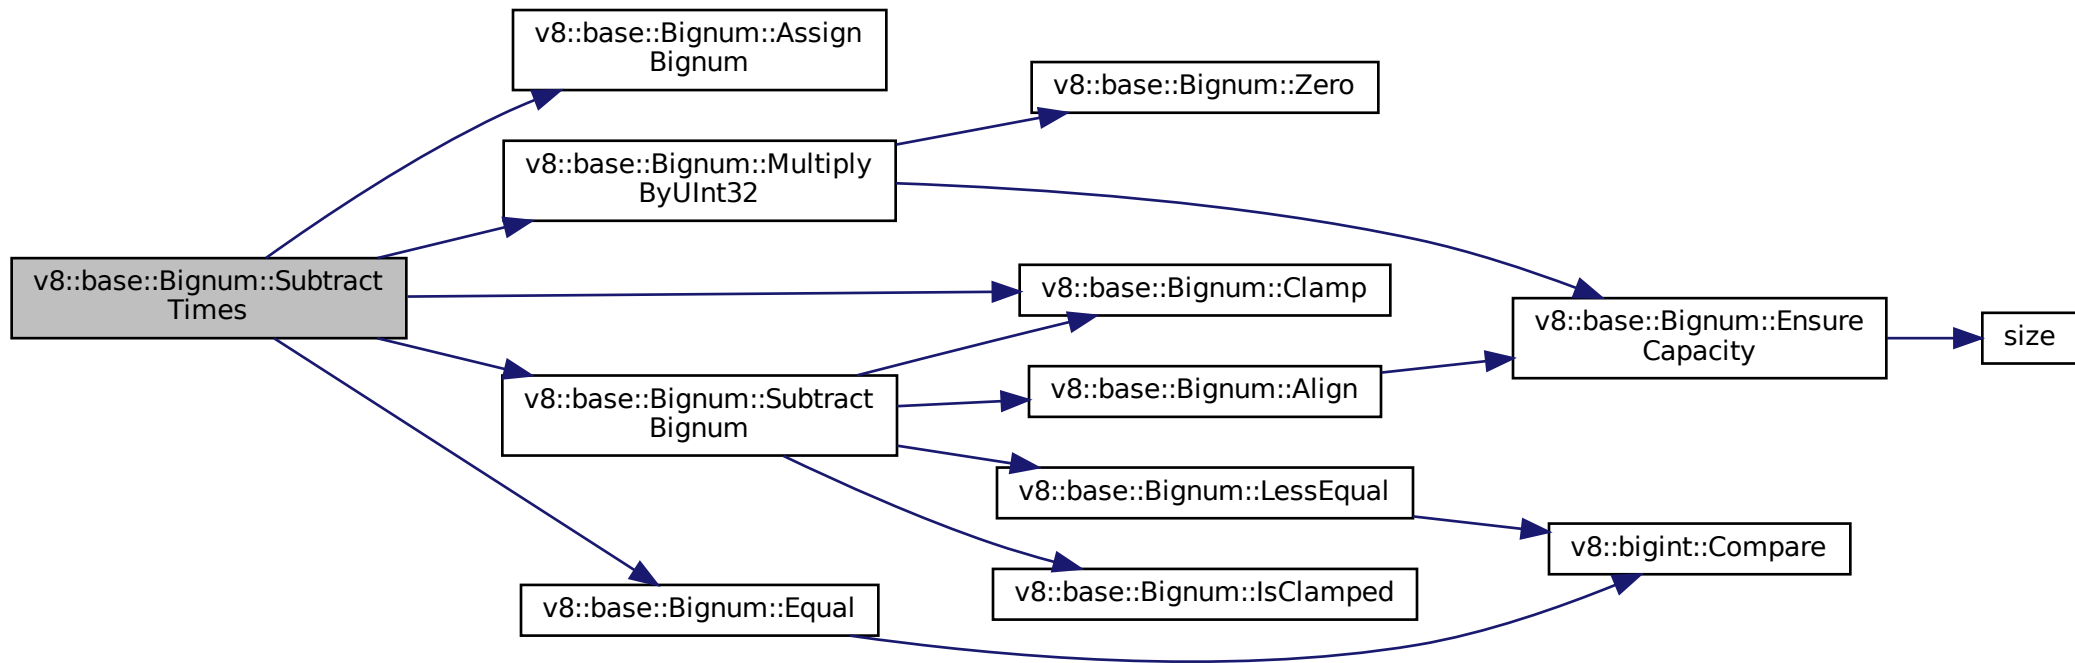 v8::base::Bignum::Assign
Bignum
v8::base::Bignum::Zero
v8::base::Bignum::Multiply
ByUInt32
v8::base::Bignum::Subtract
Times
v8::base::Bignum::Clamp
v8::base::Bignum::Ensure
Capacity
size
v8::base::Bignum::Subtract
Bignum
v8::base::Bignum::Align
v8::base::Bignum::LessEqual
v8::bigint::Compare
v8::base::Bignum::IsClamped
v8::base::Bignum::Equal